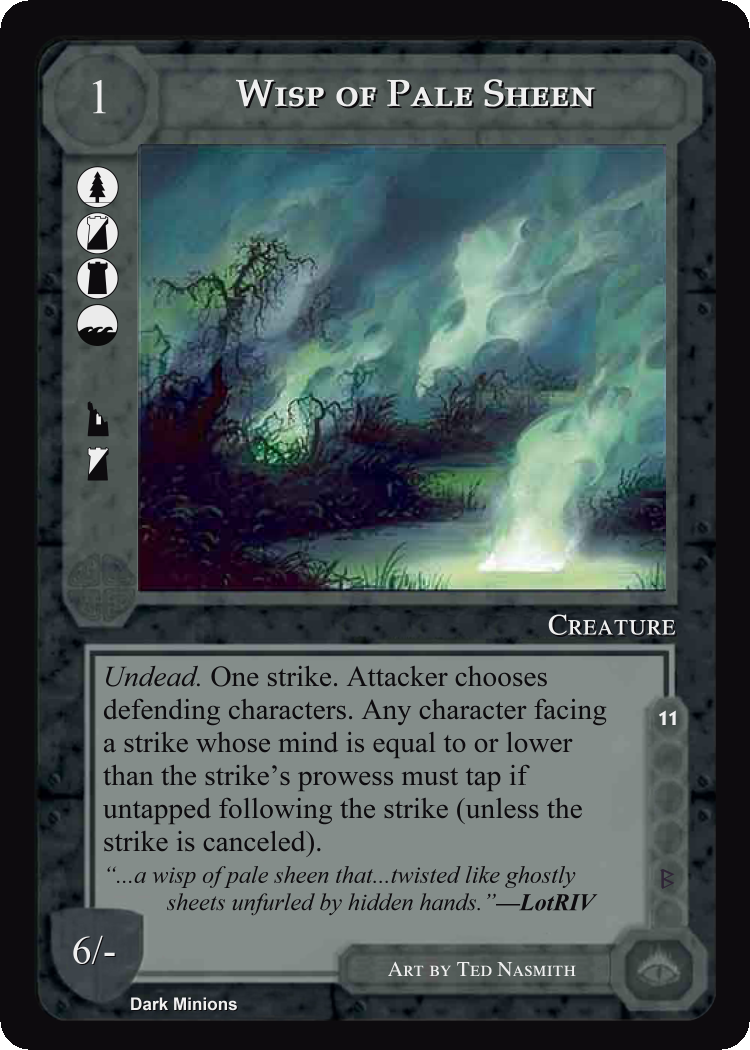 1
Wisp of Pale Sheen
Creature
Undead. One strike. Attacker chooses
defending characters. Any character facing
a strike whose mind is equal to or lower
than the strike's prowess must tap if
untapped following the strike (unless the
strike is canceled).
11
“...a wisp of pale sheen that...twisted like ghostly
sheets unfurled by hidden hands.”—LotRIV
6/-
Art by Ted Nasmith
Dark Minions